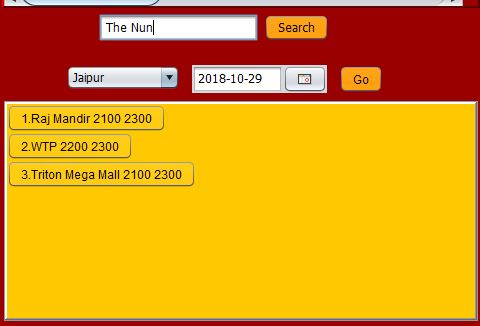 The Nun Search
Jaipur 2018-10-29 Go
1.Raj Mandir 2100 2300
2.WTP 2200 2300
3.Triton Mega Mall 2100 2300